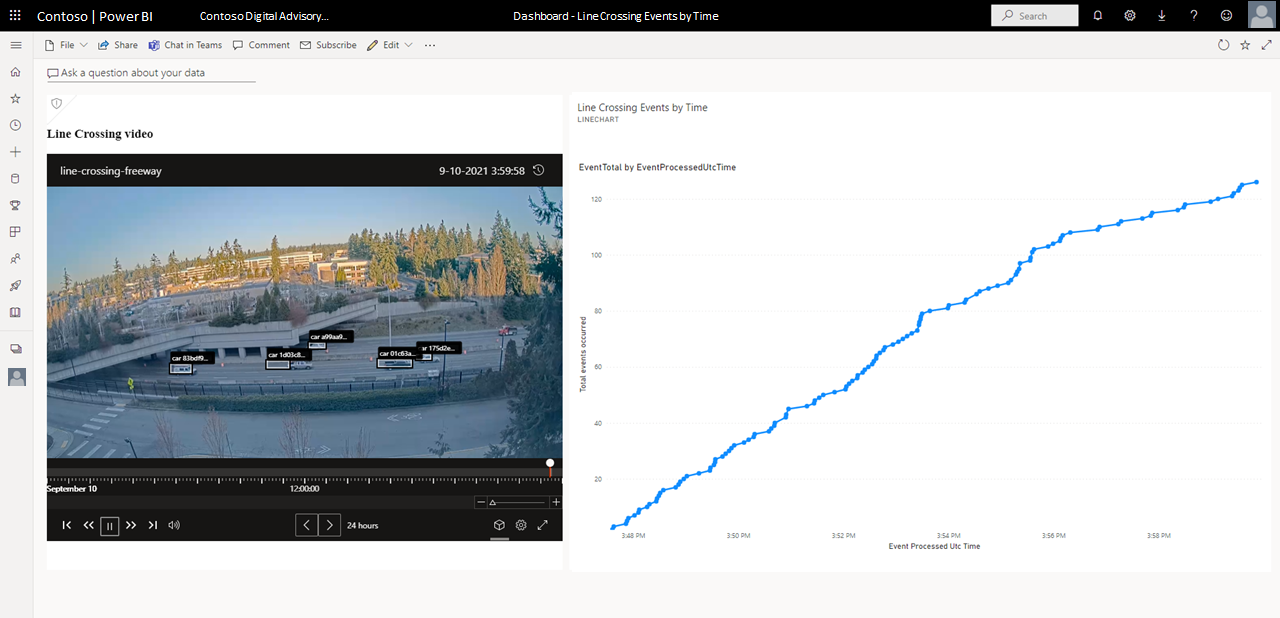 Contoso | Power BI
Contoso Digital Advisory...
Dashboard - Line Crossing Events by Time
Search
File
Share
Chat in Teams
Comment
Subscribe
Edit
...
Ask a question about your data
Line Crossing video
line-crossing-freeway
9-10-2021 3:59:58
car a99aa9...
car 83bdf9...
car 1d03c8...
car 01c63a...
ar 175d2e...
September 10
12:00:00
24 hours
Line Crossing Events by Time
LINECHART
EventTotal by EventProcessedUtcTime
Total events occurred
120
100
80
60
40
20
3:48 PM
3:50 PM
3:52 PM
3:54 PM
3:56 PM
3:58 PM
Event Processed Utc Time